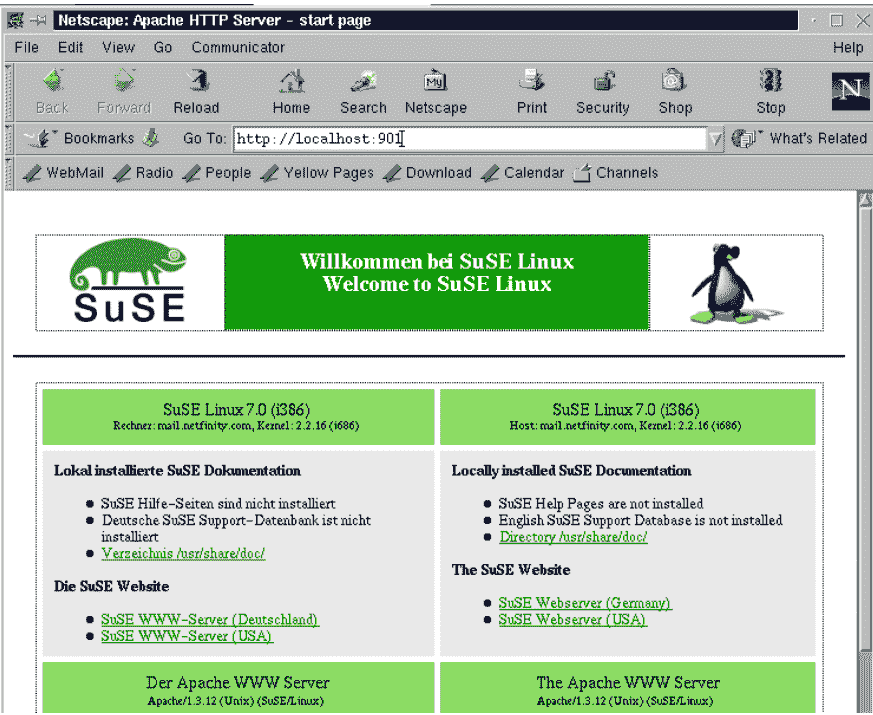 Netscape: Apache HTTP Server - start page
File Edit View Go Communicator Help
Back Forward Reload Home Search Netscape Print Security Shop Stop
My
N
Bookmarks Go To: http://localhost:901 What's Related
WebMail Radio People Yellow Pages Download Calendar Channels
SuSE
Willkommen bei SuSE Linux
Welcome to SuSE Linux
SuSE Linux 7.0 (i386)
Rechner: mail.netfinity.com, Kernel: 2.2.16 (i686)
Lokal installierte SuSE Dokumentation
SuSE Hilfe-Seiten sind nicht installiert
Deutsche SuSE Support-Datenbank ist nicht
installiert
Verzeichnis /usr/share/doc/
Die SuSE Website
SuSE WWW-Server (Deutschland)
SuSE WWW-Server (USA)
Der Apache WWW Server
Apache/1.3.12 (Unix) (SuSE/Linux)
SuSE Linux 7.0 (i386)
Host: mail.netfinity.com, Kernel: 2.2.16 (i686)
Locally installed SuSE Documentation
SuSE Help Pages are not installed
English SuSE Support Database is not installed
Directory /usr/share/doc/
The SuSE Website
SuSE Webserver (Germany)
SuSE Webserver (USA)
The Apache WWW Server
Apache/1.3.12 (Unix) (SuSE/Linux)